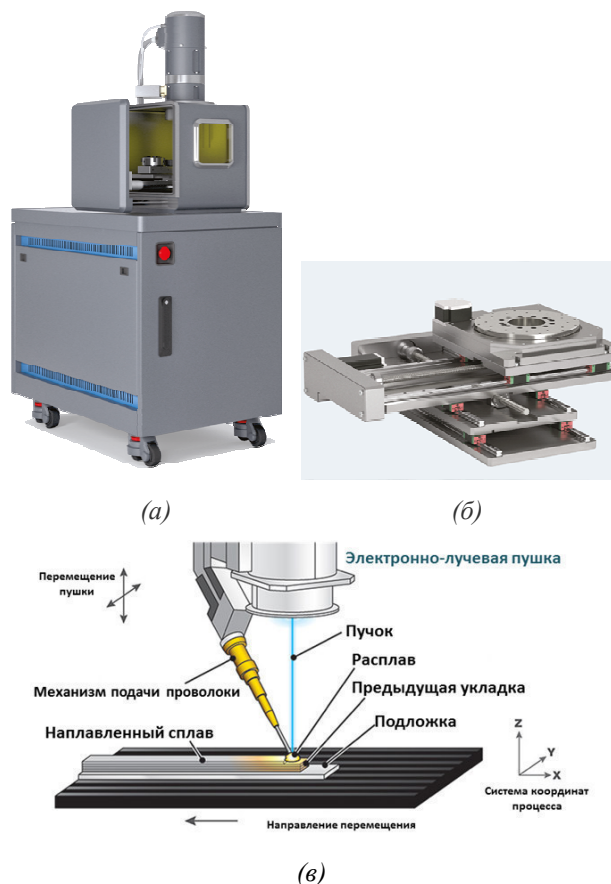 (а)
(б)
Электронно-лучевая пушка
Перемещение
пушки
Пучок
Расплав
Механизм подачи проволоки
Предыдущая укладка
Наплавленный сплав
Подложка
Z
Y
X
Система координат
процесса
Направление перемещения
(в)